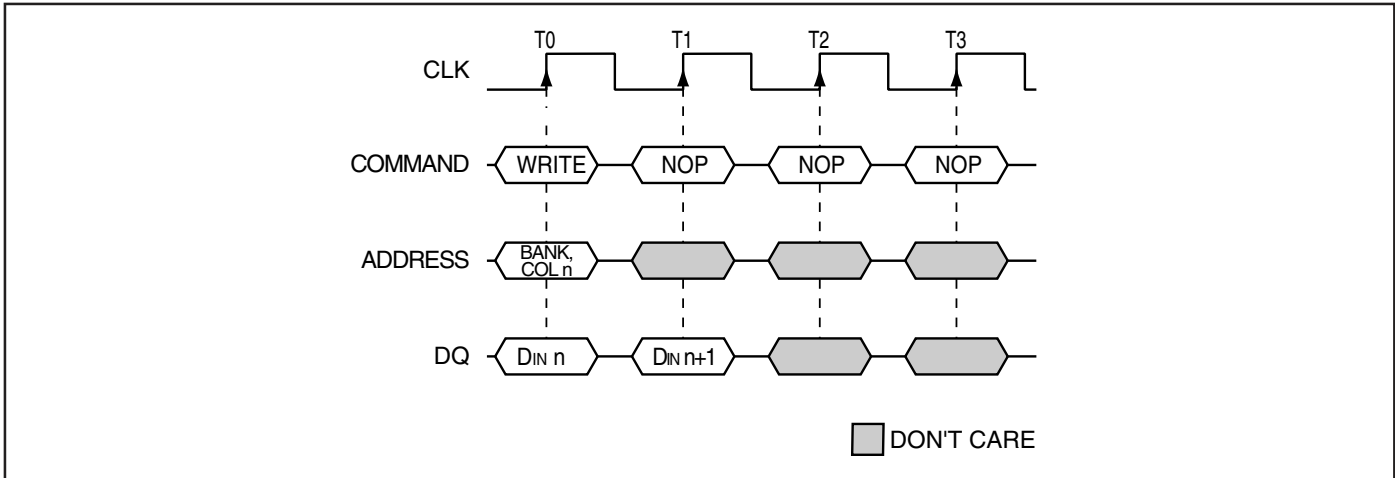 T0 T1 T2 T3
CLK
COMMAND WRITE NOP NOP NOP
ADDRESS BANK,
COL n
DQ DIN n DIN n+1
DON'T CARE